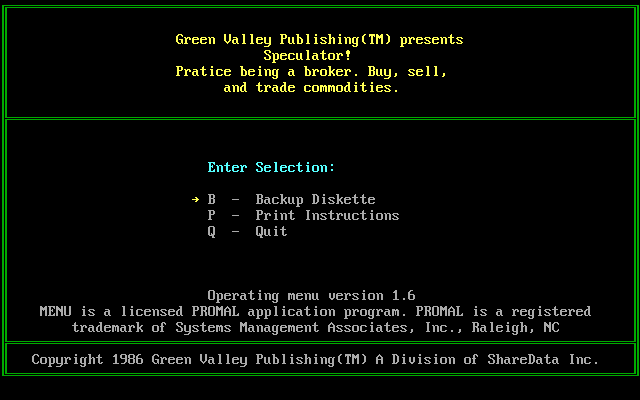 Green Valley Publishing(TM) presents
Speculator!
Pratice being a broker. Buy, sell,
and trade commodities.
Enter Selection:
→ B - Backup Diskette
P - Print Instructions
Q - Quit
Operating menu version 1.6
MENU is a licensed PROMAL application program. PROMAL is a registered
trademark of Systems Management Associates, Inc., Raleigh, NC
Copyright 1986 Green Valley Publishing(TM) A Division of ShareData Inc.